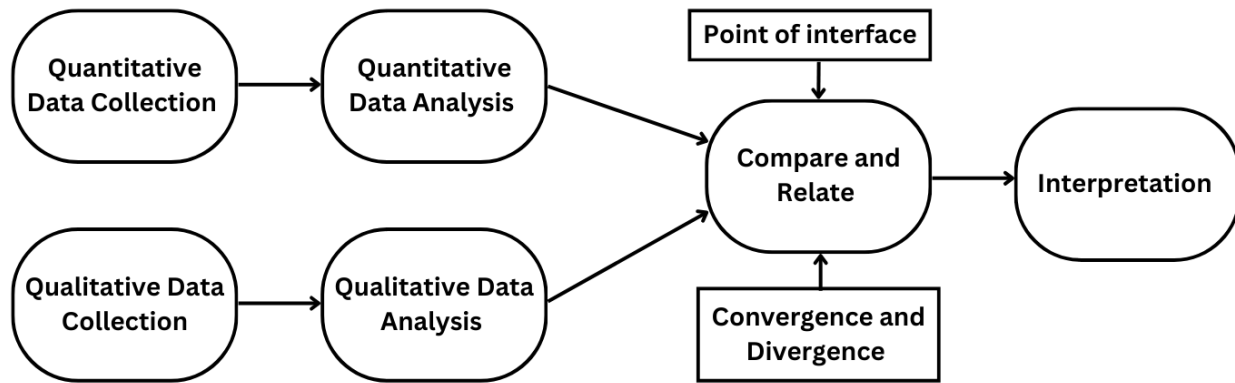 Quantitative
Data Collection
Quantitative
Data Analysis
Point of interface
Compare and
Relate
Interpretation
Qualitative Data
Collection
Qualitative Data
Analysis
Convergence and
Divergence